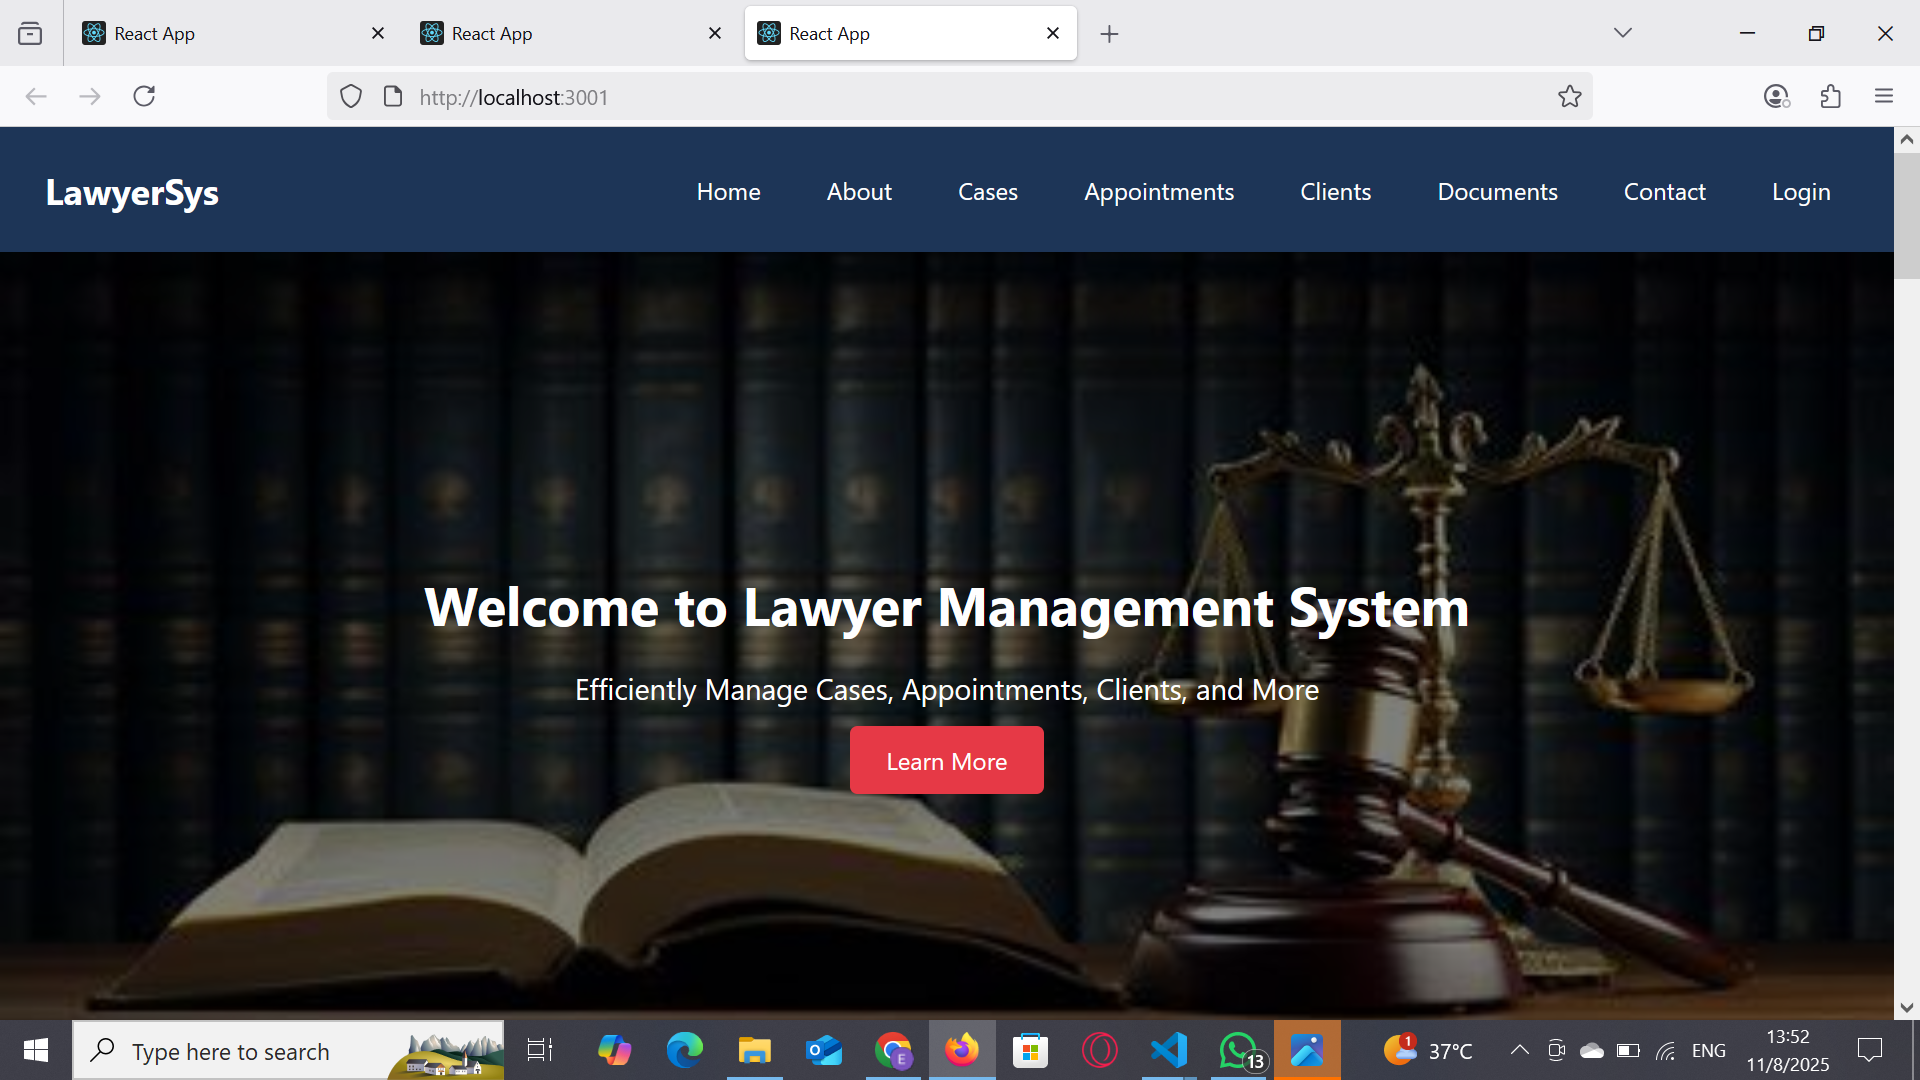 React App
React App
React App
http://localhost:3001
LawyerSys
Home
About
Cases
Appointments
Clients
Documents
Contact
Login
Welcome to Lawyer Management System
Efficiently Manage Cases, Appointments, Clients, and More
Learn More
Type here to search
E
13
1
37°C
ENG
13:52
11/8/2025